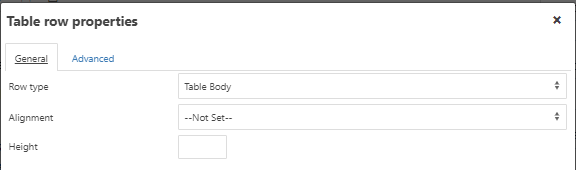 Table row properties ×
General Advanced
Row type Table Body
Alignment --Not Set--
Height